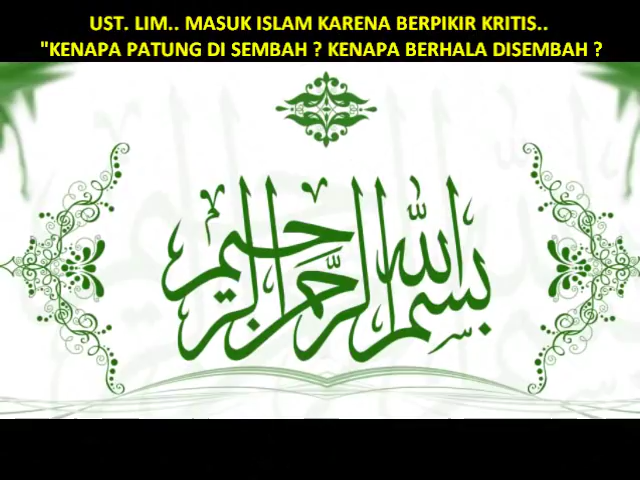 UST. LIM.. MASUK ISLAM KARENA BERPIKIR KRITIS..
"KENAPA PATUNG DI SEMBAH ? KENAPA BERHALA DISEMBAH ?
بسم الله الرحمن الرحيم